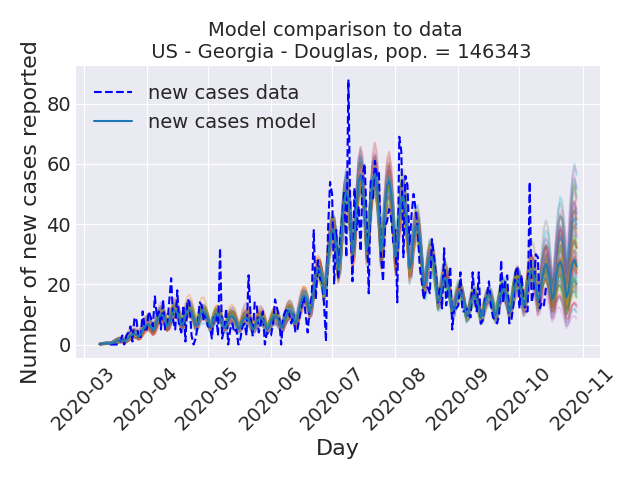 Model comparison to data
US - Georgia - Douglas, pop. = 146343
Number of new cases reported
new cases data
new cases model
80
60
40
20
0
2020-03
2020-04
2020-05
2020-06
2020-07
2020-08
2020-09
2020-10
2020-11
Day